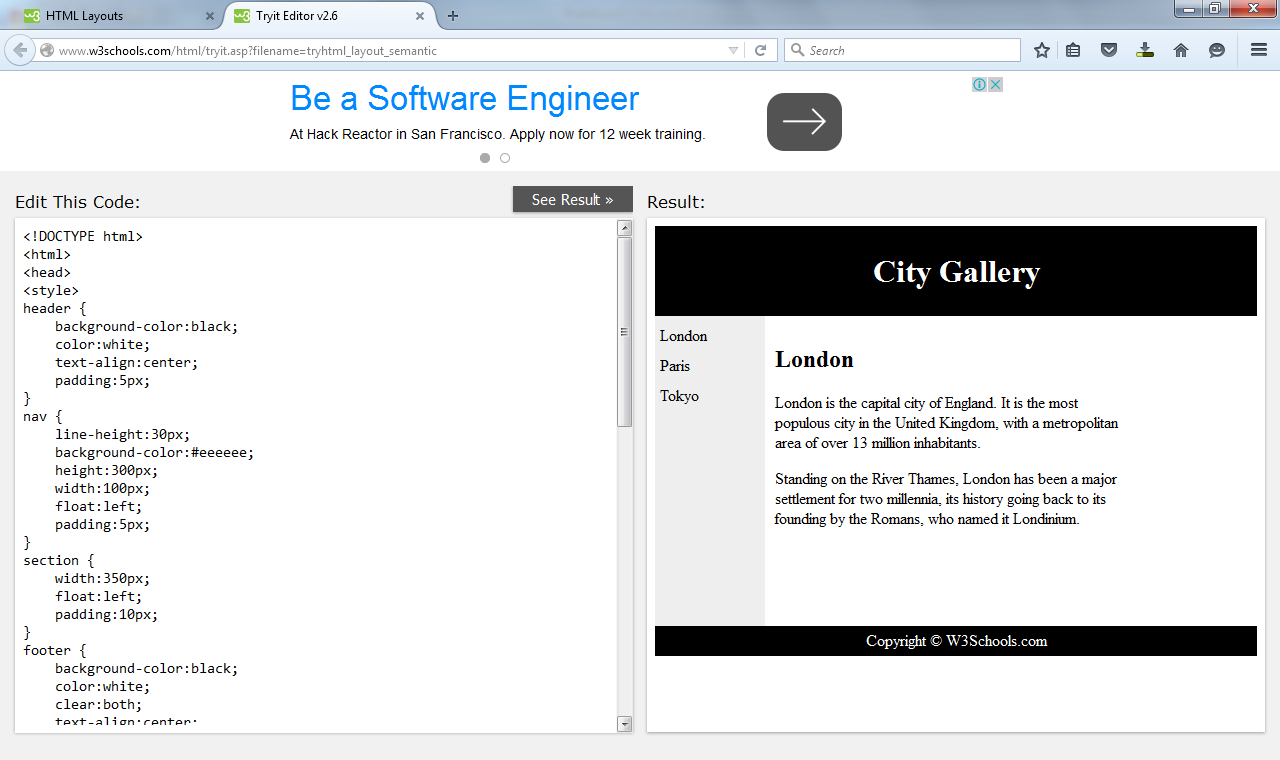 HTML Layouts
Tryit Editor v2.6
www.w3schools.com/html/tryit.asp?filename=tryhtml_layout_semantic
Search
Be a Software Engineer
At Hack Reactor in San Francisco. Apply now for 12 week training.
Edit This Code:
See Result »
<!DOCTYPE html>
<html>
<head>
<style>
header {
    background-color:black;
    color:white;
    text-align:center;
    padding:5px;
}
nav {
    line-height:30px;
    background-color:#eeeeee;
    height:300px;
    width:100px;
    float:left;
    padding:5px;
}
section {
    width:350px;
    float:left;
    padding:10px;
}
footer {
    background-color:black;
    color:white;
    clear:both;
    text-align:center;
Result:
City Gallery
London
Paris
Tokyo
London
London is the capital city of England. It is the most
populous city in the United Kingdom, with a metropolitan
area of over 13 million inhabitants.
Standing on the River Thames, London has been a major
settlement for two millennia, its history going back to its
founding by the Romans, who named it Londinium.
Copyright © W3Schools.com